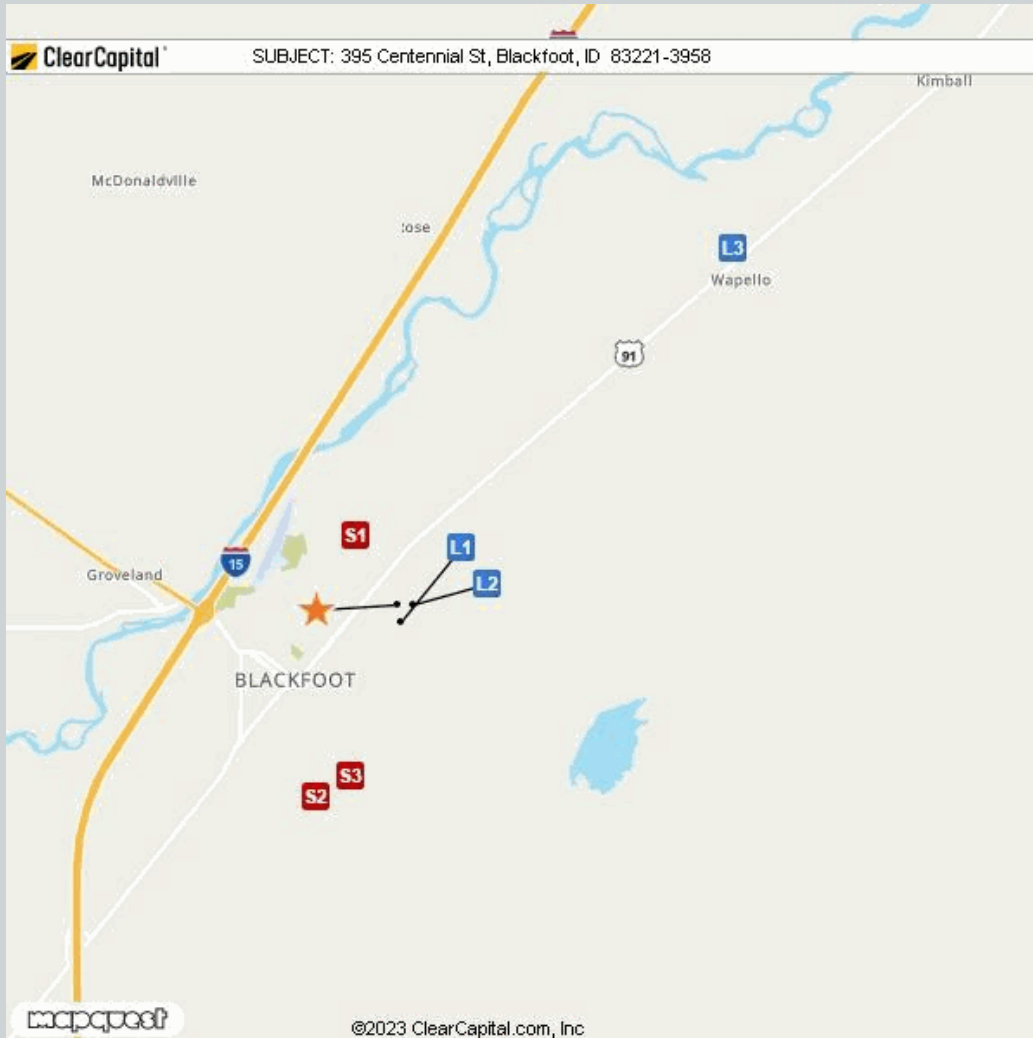 ClearCapital
SUBJECT: 395 Centennial St, Blackfoot, ID 83221-3958
Kimball
McDonaldville
L3
Wapello
91
S1
L1
15
Groveland
L2
BLACKFOOT
S3
S2
mapquest
©2023 ClearCapital.com, Inc